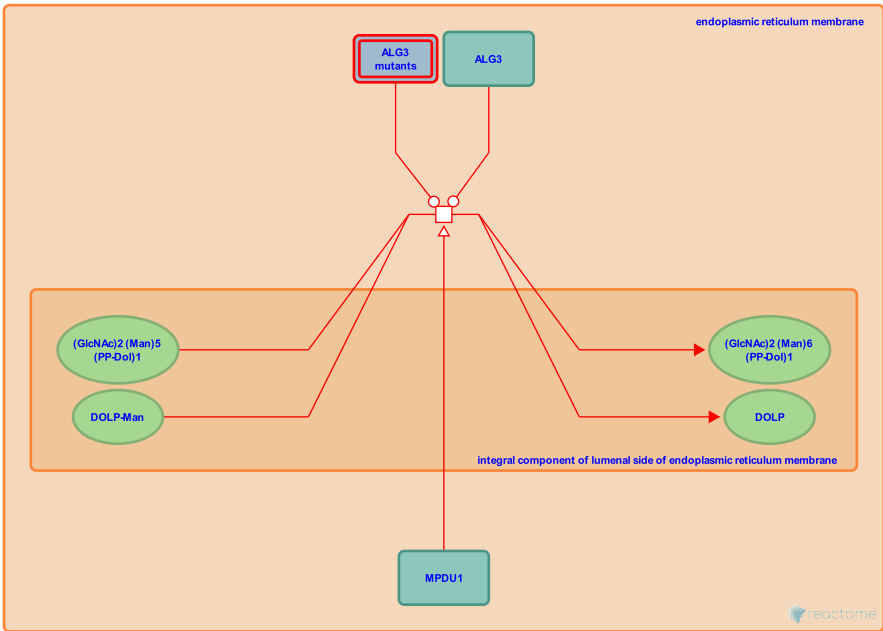 endoplasmic reticulum membrane
ALG3
mutants
ALG3
(GlcNAc)2 (Man)5
(PP-Dol)1
(GlcNAc)2 (Man)6
(PP-Dol)1
DOLP-Man
DOLP
integral component of lumenal side of endoplasmic reticulum membrane
MPDU1
reactome